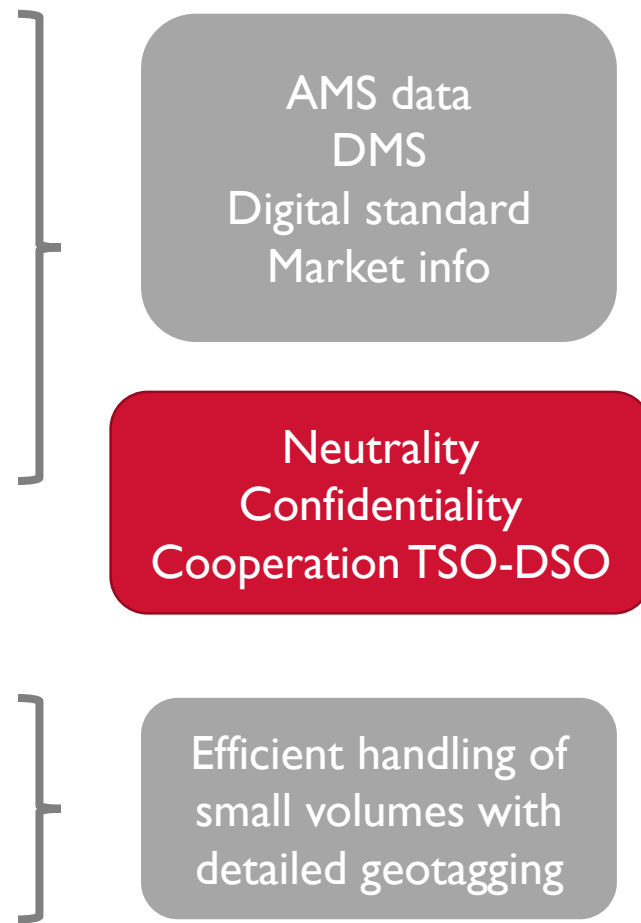 AMS data
DMS
Digital standard
Market info
Neutrality
Confidentiality
Cooperation TSO-DSO
Efficient handling of
small volumes with
detailed geotagging